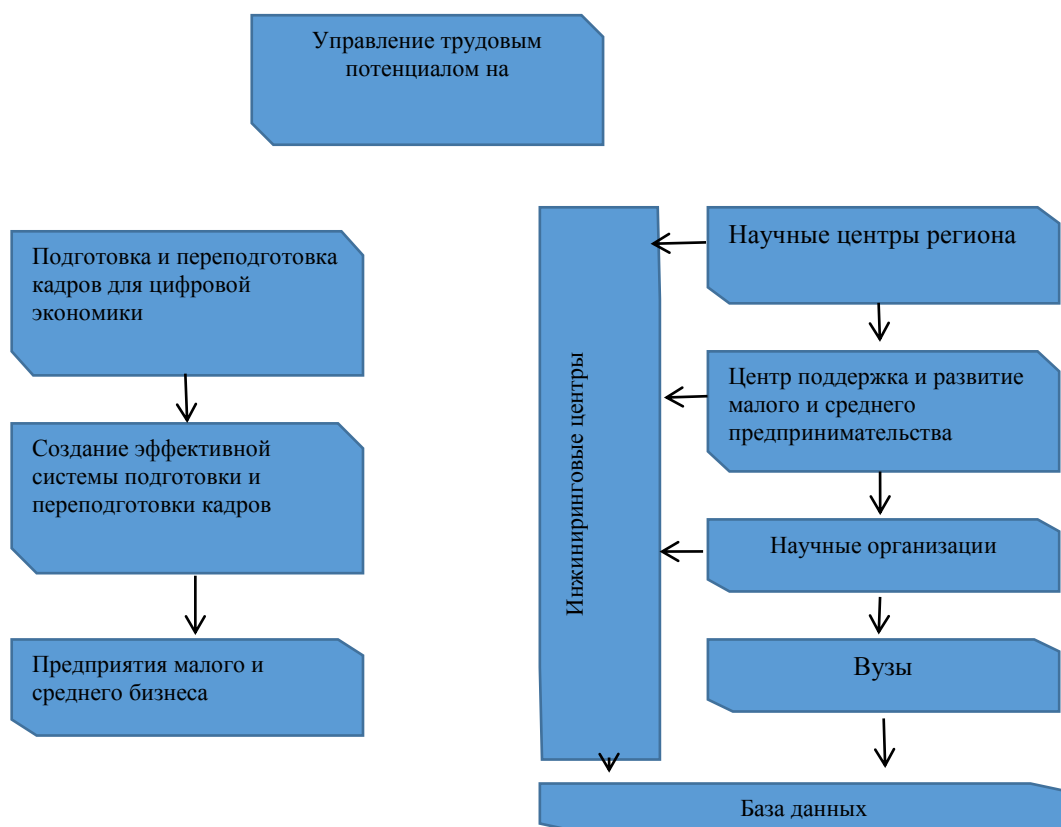 Управление трудовым
потенциалом на
Подготовка и переподготовка
кадров для цифровой
экономики
Создание эффективной
системы подготовки и
переподготовки кадров
Предприятия малого и
среднего бизнеса
Инжиниринговые центры
Научные центры региона
Центр поддержка и развитие
малого и среднего
предпринимательства
Научные организации
Вузы
База данных